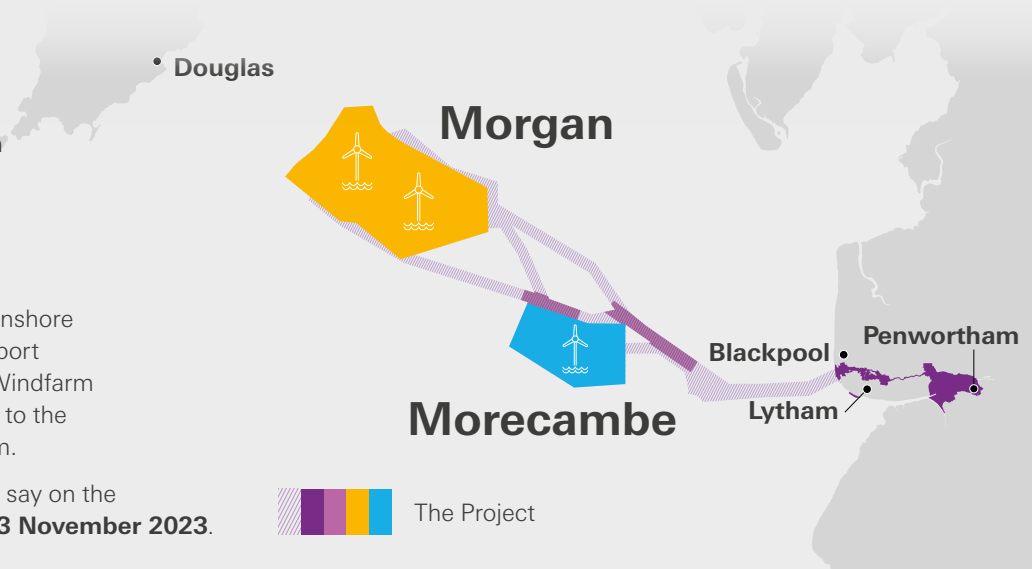 Douglas
Morgan
nshore
port
Windfarm
to the
Blackpool
Penwortham
Lytham
Morecambe
say on the
3 November 2023.
The Project